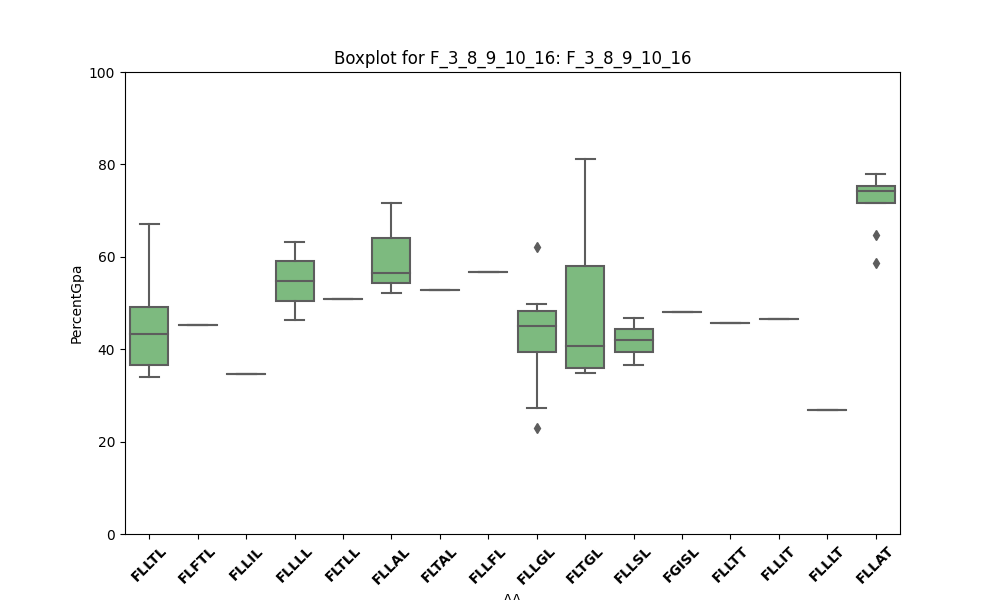 Boxplot for F_3_8_9_10_16: F_3_8_9_10_16
100
80
60
40
20
0
PercentGpa
FLLTL FLFTL FLLIL FLLLL FLTLL FLLAL FLTAL FLLFL FLLGL FLTGL FLLSL FGISL FLLTT FLLIT FLLLT FLLAT
AA